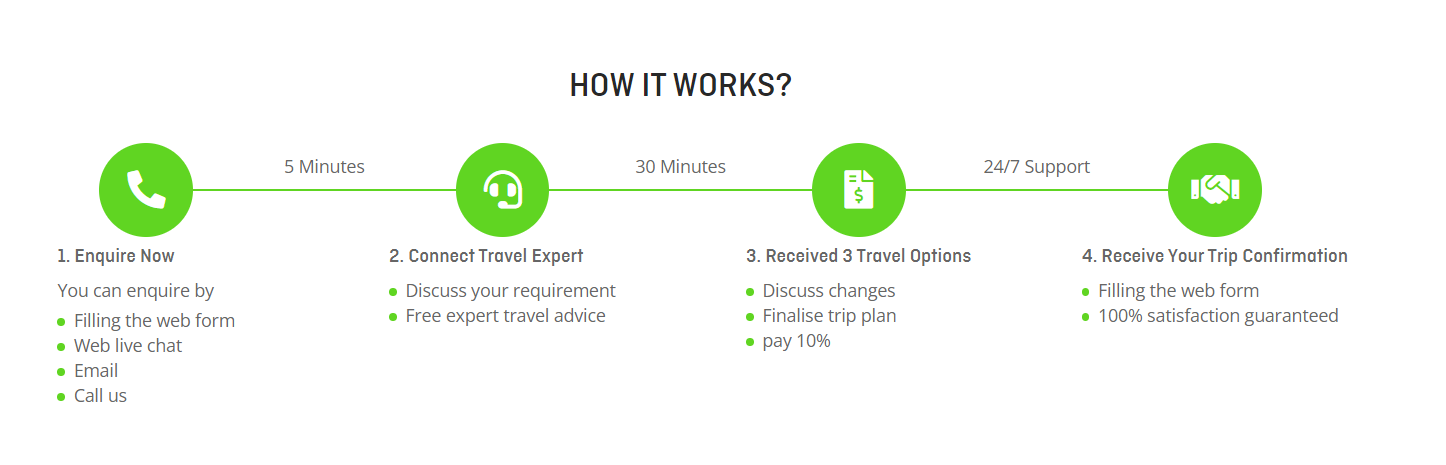 HOW IT WORKS?
5 Minutes
30 Minutes
24/7 Support
1. Enquire Now
You can enquire by
Filling the web form
Web live chat
Email
Call us
2. Connect Travel Expert
Discuss your requirement
Free expert travel advice
3. Received 3 Travel Options
Discuss changes
Finalise trip plan
pay 10%
4. Receive Your Trip Confirmation
Filling the web form
100% satisfaction guaranteed